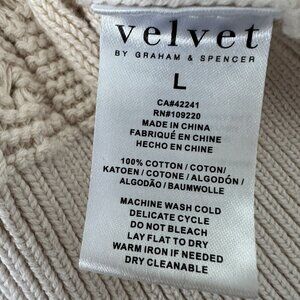 velvet
BY GRAHAM & SPENCER
L
CA#42241
RN#109220
MADE IN CHINA
FABRIQUÉ EN CHINE
HECHO EN CHINE
100% COTTON / COTON/
KATOEN / COTONE / ALGODÓN /
ALGODÃO / BAUMWOLLE
MACHINE WASH COLD
DELICATE CYCLE
DO NOT BLEACH
LAY FLAT TO DRY
WARM IRON IF NEEDED
DRY CLEANABLE